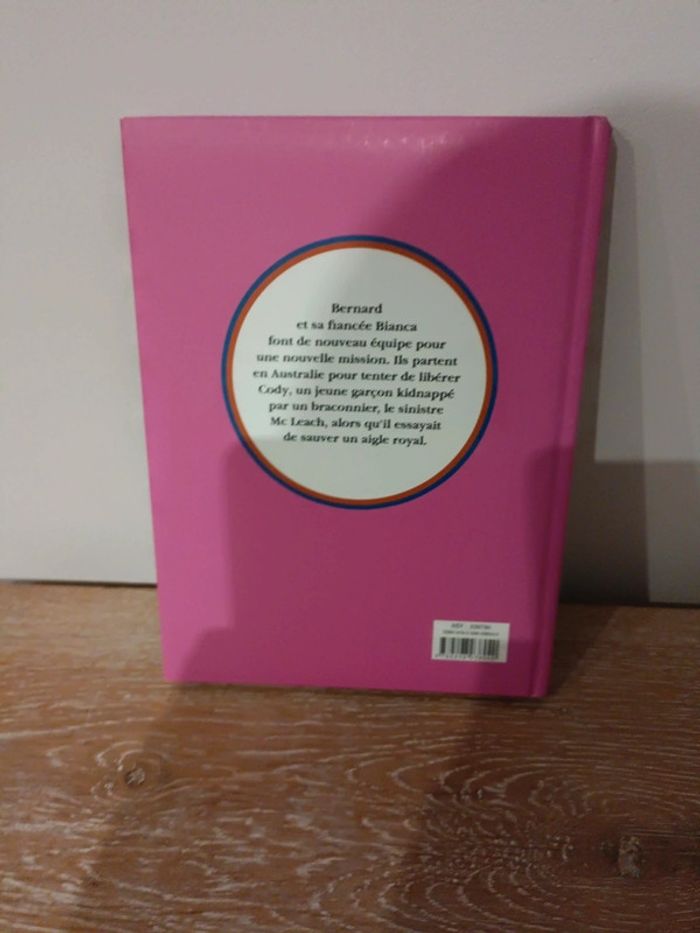 Bernard
et sa fiancée Bianca
font de nouveau équipe pour
une nouvelle mission. Ils partent
en Australie pour tenter de libérer
Cody, un jeune garçon kidnappé
par un braconnier, le sinistre
Mc Leach, alors qu'il essayait
de sauver un aigle royal.